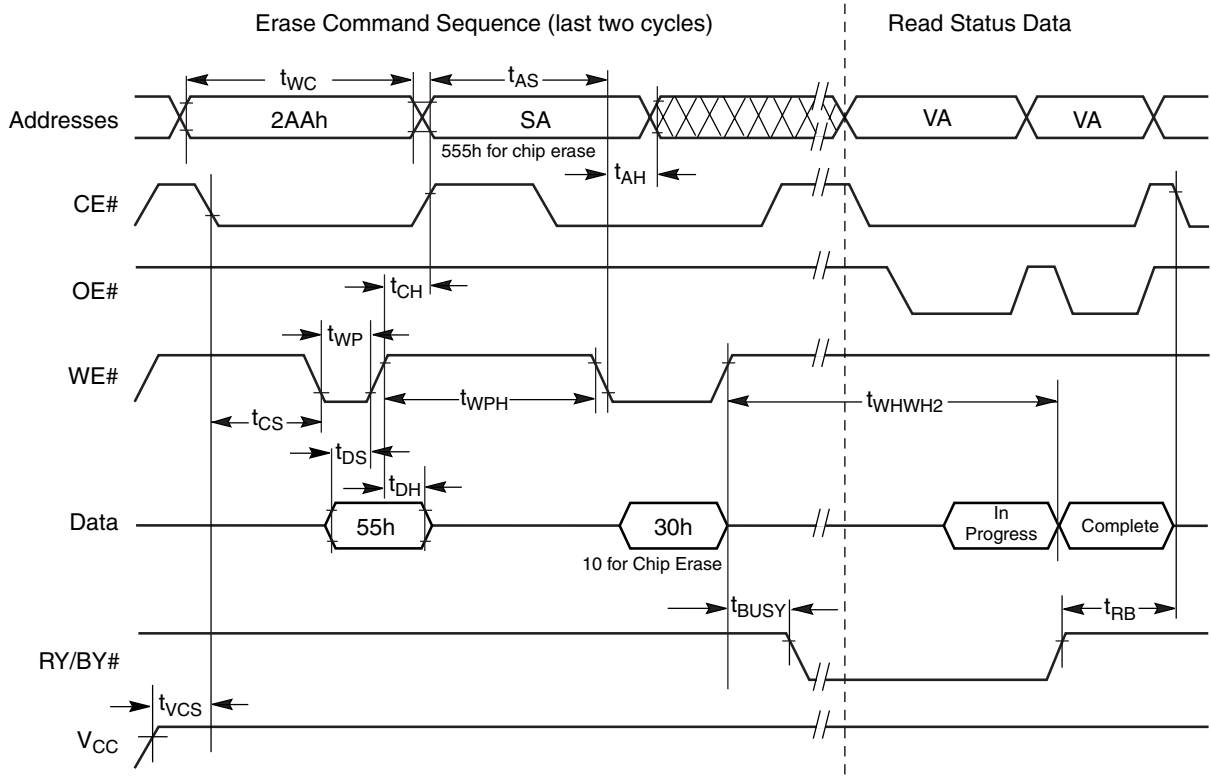 Erase Command Sequence (last two cycles)
Read Status Data
tWC
tAS
Addresses
2AAh
SA
VA
VA
555h for chip erase
tAH
CE#
OE#
tCH
tWP
WE#
tWPH
tWHWH2
tCS
tDS
tDH
Data
55h
30h
In
Progress
Complete
10 for Chip Erase
tBUSY
tRB
RY/BY#
tVCS
VCC